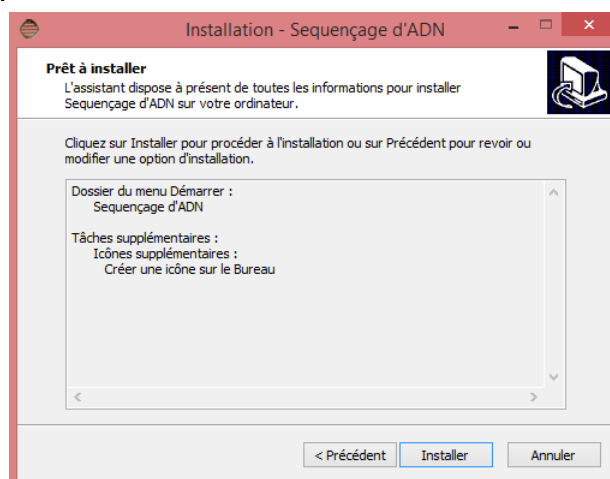 Installation - Sequençage d'ADN
Prêt à installer
L'assistant dispose à présent de toutes les informations pour installer
Sequençage d'ADN sur votre ordinateur.
Cliquez sur Installer pour procéder à l'installation ou sur Précédent pour revoir ou
modifier une option d'installation.
Dossier du menu Démarrer :
Sequençage d'ADN
Tâches supplémentaires :
Icônes supplémentaires :
Créer une icône sur le Bureau
< Précédent
Installer
Annuler